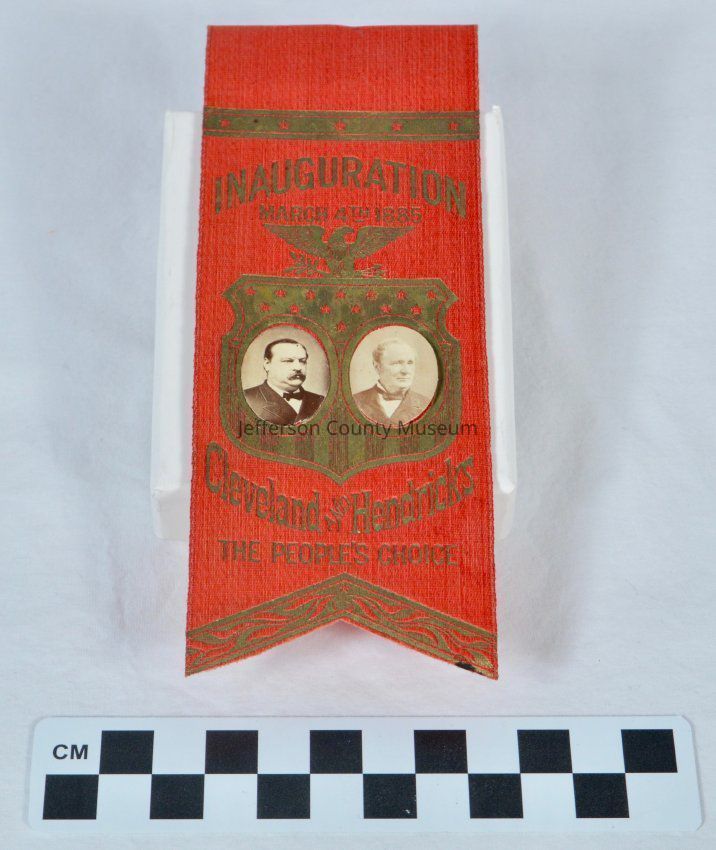 INAUGURATION
MARCH 4TH 1885
Jefferson County Museum
Cleveland AND Hendricks
THE PEOPLE'S CHOICE
CM